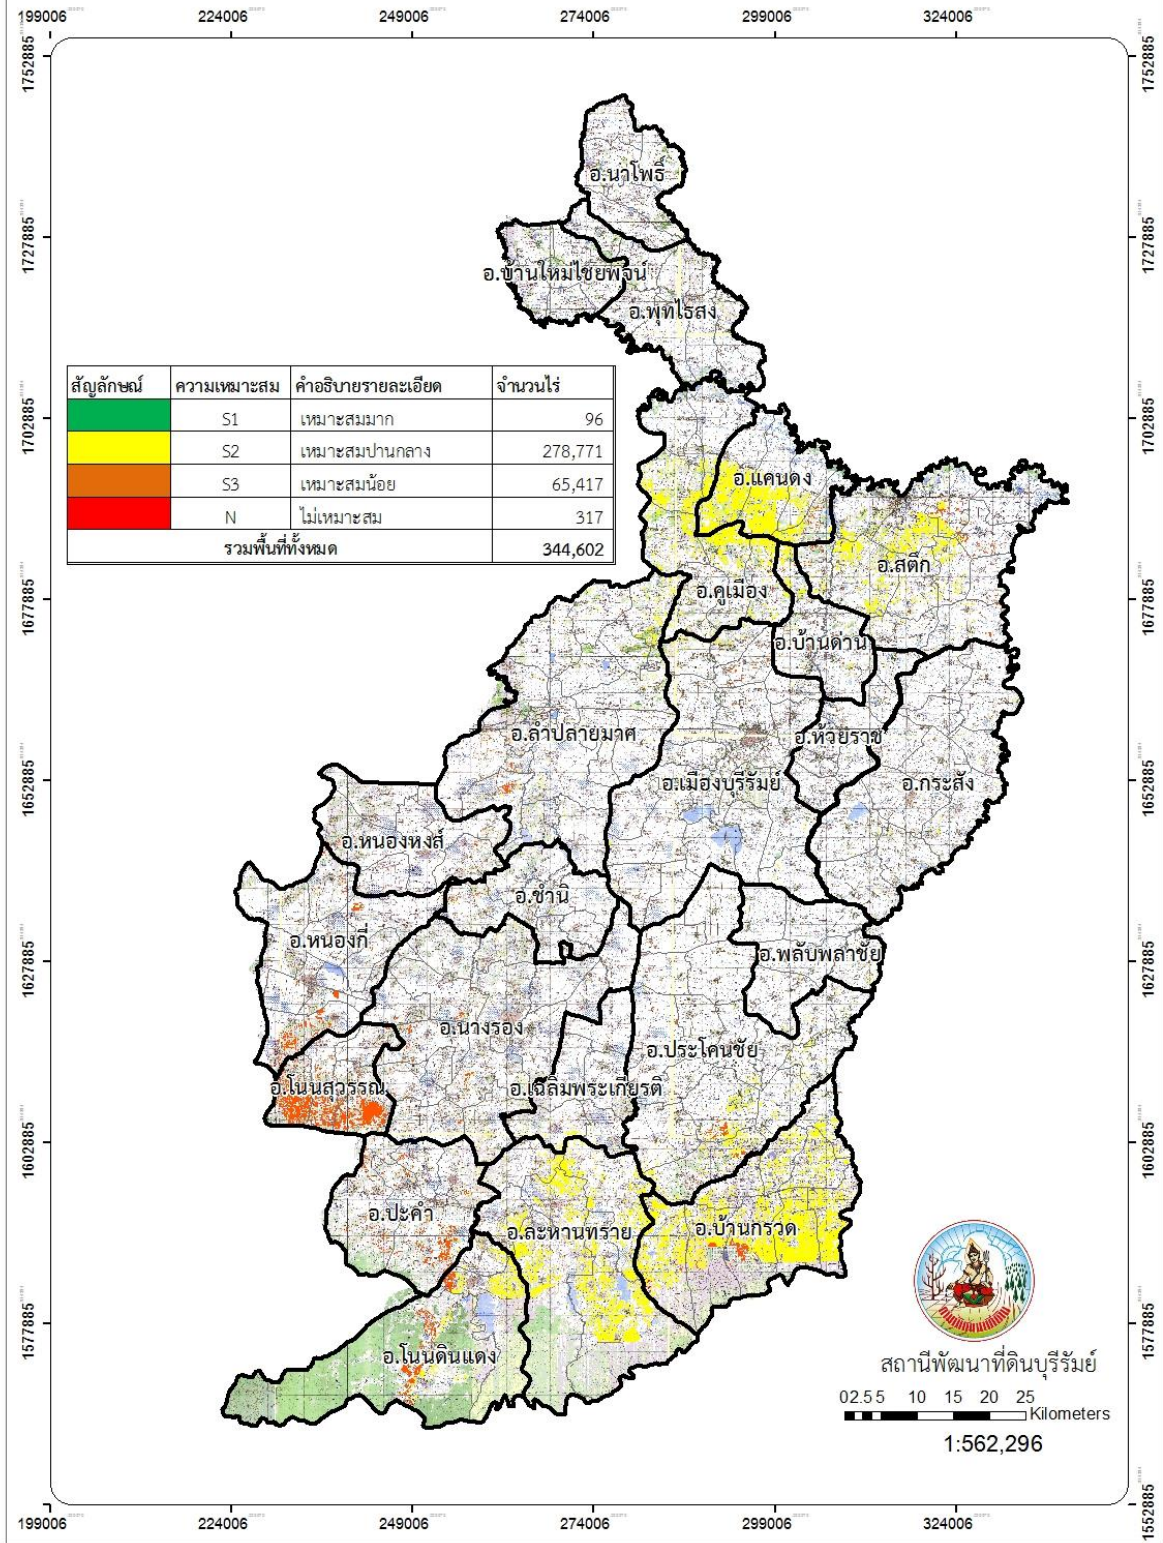 199006 224006 249006 274006 299006 324006
1752885 1752885
อ.นาโพธิ์
1727885 1727885
อ.บ้านใหม่ไชยพจน์
อ.พุทไธสง
สัญลักษณ์ ความเหมาะสม คำอธิบายรายละเอียด จำนวนไร่
S1 เหมาะสมมาก 96
S2 เหมาะสมปานกลาง 278,771
S3 เหมาะสมน้อย 65,417
N ไม่เหมาะสม 317
รวมพื้นที่ทั้งหมด 344,602
1702885 1702885
อ.แคนดง
อ.สตึก
อ.คูเมือง
1677885 1677885
อ.บ้านด่าน
อ.ลำปลายมาศ
อ.ห้วยราช
อ.เมืองบุรีรัมย์
อ.กระสัง
1652885 1652885
อ.หนองหงส์
อ.ชำนิ
อ.หนองกี่
อ.พลับพลาชัย
1627885 1627885
อ.นางรอง
อ.ประโคนชัย
อ.โนนสุวรรณ
อ.เฉลิมพระเกียรติ
1602885 1602885
อ.ปะคำ
อ.ละหานทราย
อ.บ้านกรวด
1577885 1577885
อ.โนนดินแดง
สถานีพัฒนาที่ดินบุรีรัมย์
0 2.5 5 10 15 20 25
Kilometers
1:562,296
1552885
199006 224006 249006 274006 299006 324006